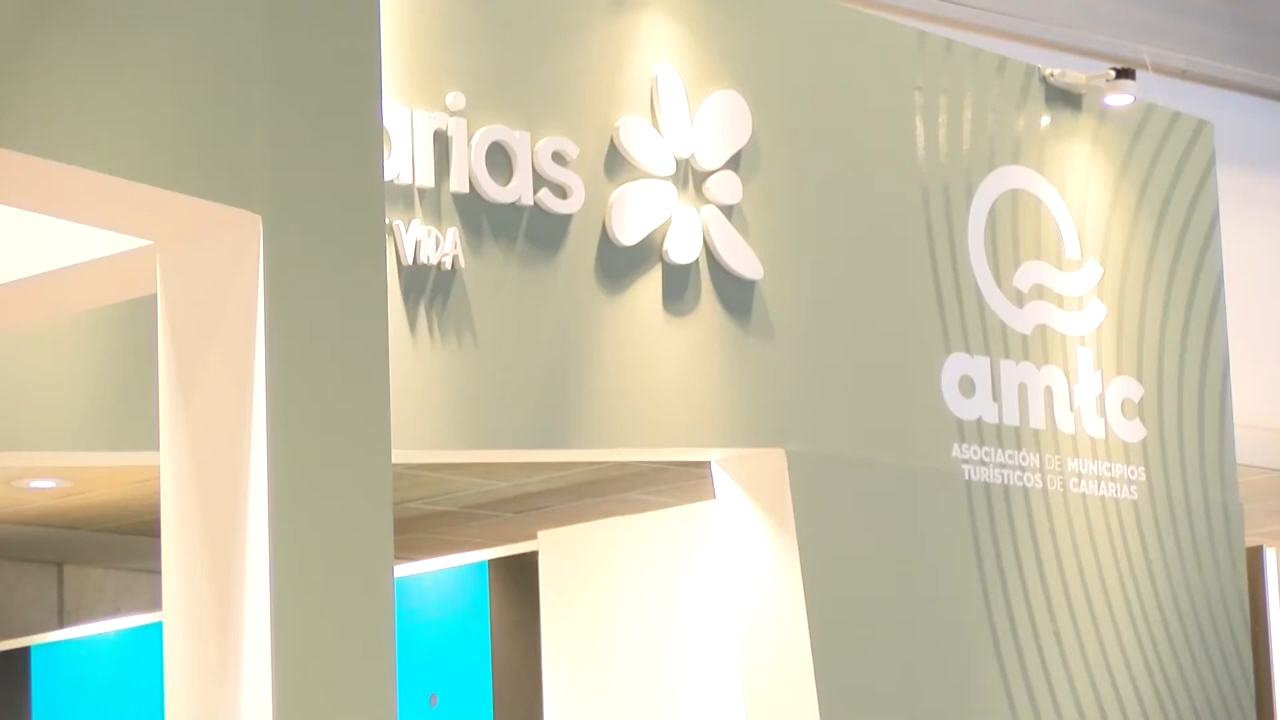 arias
VIDA
amtc
ASOCIACIÓN DE MUNICIPIOS
TURÍSTICOS DE CANARIAS